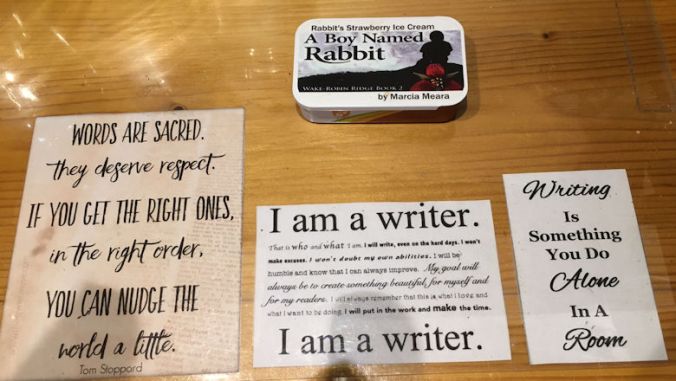 Rabbit's Strawberry Ice Cream
A Boy Named
Rabbit
WAKE-ROBIN RIDGE BOOK 2
by Marcia Meara
WORDS ARE SACRED.
they deserve respect.
IF YOU GET THE RIGHT ONES,
in the right order,
YOU CAN NUDGE THE
world a little.
Tom Stoppard
I am a writer.
That is who and what I am. I will write, even on the hard days. I won't
make excuses. I won't doubt my own abilities. I will be
humble and know that I can always improve. My goal will
always be to create something beautiful, for myself and
for my readers. I will always remember that this is what I love and
what I want to be doing. I will put in the work and make the time.
I am a writer.
Writing
Is
Something
You Do
Alone
In A
Room